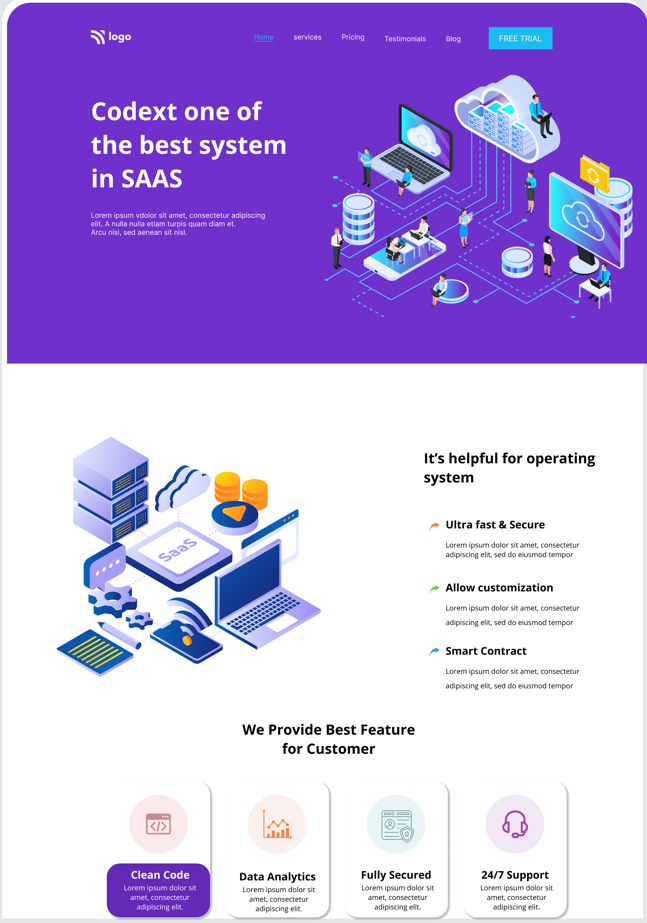 logo
Home services Pricing Testimonials Blog FREE TRIAL
Codext one of
the best system
in SAAS
Lorem ipsum vdolor sit amet, consectetur adipiscing
elit. A nulla nulla etiam turpis quam diam et.
Arcu nisi, sed aenean sit nisl.
SaaS
It's helpful for operating
system
Ultra fast & Secure
Lorem ipsum dolor sit amet, consectetur
adipiscing elit, sed do eiusmod tempor
Allow customization
Lorem ipsum dolor sit amet, consectetur
adipiscing elit, sed do eiusmod tempor
Smart Contract
Lorem ipsum dolor sit amet, consectetur
adipiscing elit, sed do eiusmod tempor
We Provide Best Feature
for Customer
Clean Code
Lorem ipsum dolor sit
amet, consectetur
adipiscing elit.
Data Analytics
Lorem ipsum dolor sit
amet, consectetur
adipiscing elit.
Fully Secured
Lorem ipsum dolor sit
amet, consectetur
adipiscing elit.
24/7 Support
Lorem ipsum dolor sit
amet, consectetur
adipiscing elit.